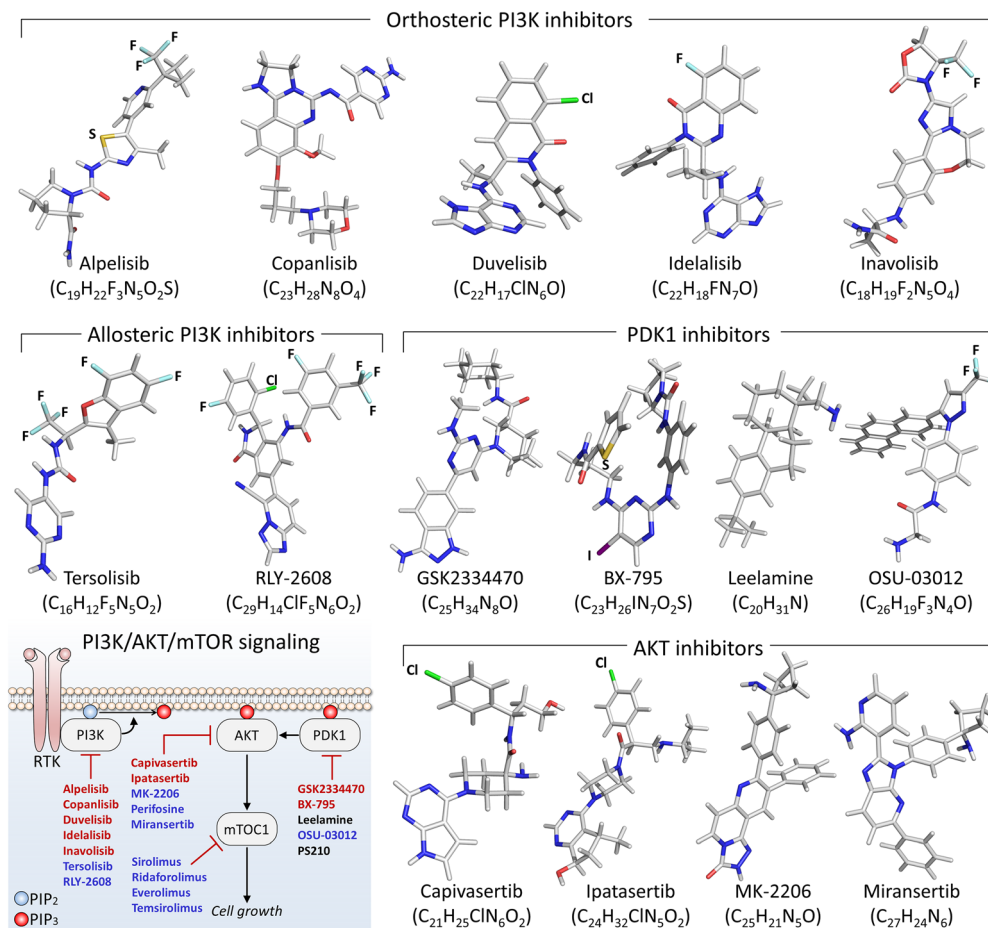 Orthosteric PI3K inhibitors
F
F
F
S
F
Cl
F
F
Alpelisib
(C₁₉H₂₂F₃N₅O₂S)
Copanlisib
(C₂₃H₂₈N₈O₄)
Duvelisib
(C₂₂H₁₇ClN₆O)
Idelalisib
(C₂₂H₁₈FN₇O)
Inavolisib
(C₁₈H₁₉F₂N₅O₄)
Allosteric PI3K inhibitors
PDK1 inhibitors
F
F
F
F
F
F
Cl
F
F
F
F
S
I
F
F
F
Tersolisib
(C₁₆H₁₂F₅N₅O₂)
RLY-2608
(C₂₉H₁₄ClF₅N₆O₂)
GSK2334470
(C₂₅H₃₄N₈O)
BX-795
(C₂₃H₂₆IN₇O₂S)
Leelamine
(C₂₀H₃₁N)
OSU-03012
(C₂₆H₁₉F₃N₄O)
PI3K/AKT/mTOR signaling
RTK
PI3K
AKT
PDK1
Alpelisib
Copanlisib
Duvelisib
Idelalisib
Inavolisib
Tersolisib
RLY-2608
Capivasertib
Ipatasertib
MK-2206
Perifosine
Miransertib
GSK2334470
BX-795
Leelamine
OSU-03012
PS210
mTOC1
Sirolimus
Ridaforolimus
Everolimus
Temsirolimus
PIP₂
PIP₃
Cell growth
AKT inhibitors
Cl
Cl
Capivasertib
(C₂₁H₂₅ClN₆O₂)
Ipatasertib
(C₂₄H₃₂ClN₅O₂)
MK-2206
(C₂₅H₂₁N₅O)
Miransertib
(C₂₇H₂₄N₆)